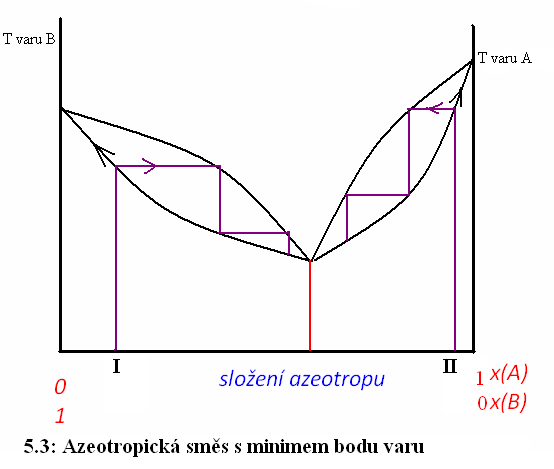 T varu B
T varu A
I
složení azeotropu
II
0
1 x(A)
1
0 x(B)
5.3: Azeotropická směs s minimem bodu varu